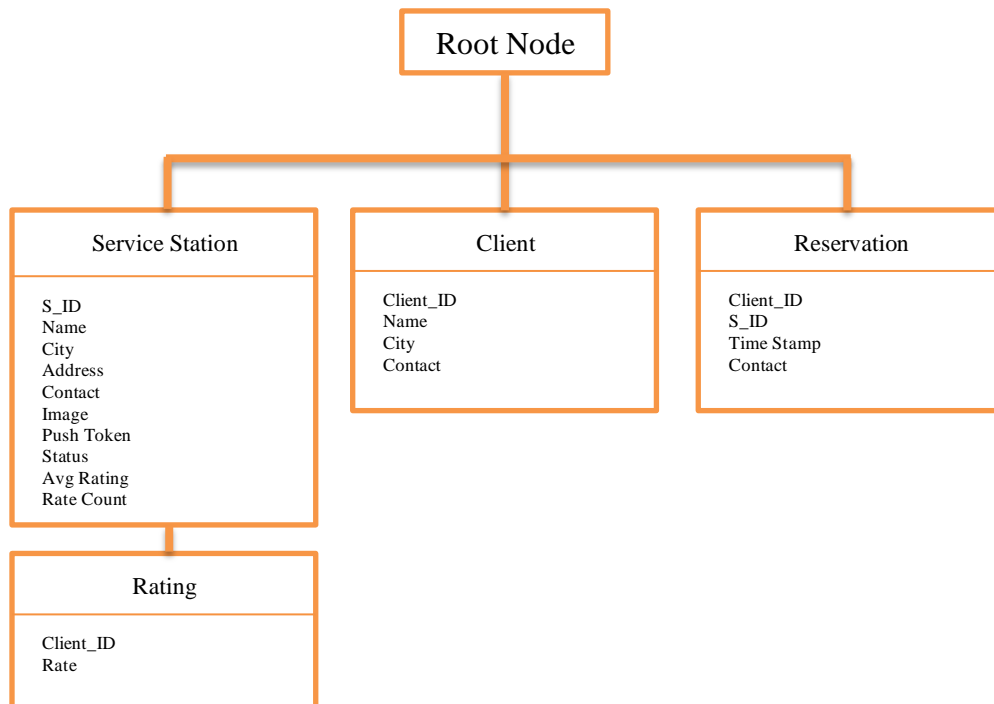 Root Node
Service Station
S_ID
Name
City
Address
Contact
Image
Push Token
Status
Avg Rating
Rate Count
Client
Client_ID
Name
City
Contact
Reservation
Client_ID
S_ID
Time Stamp
Contact
Rating
Client_ID
Rate